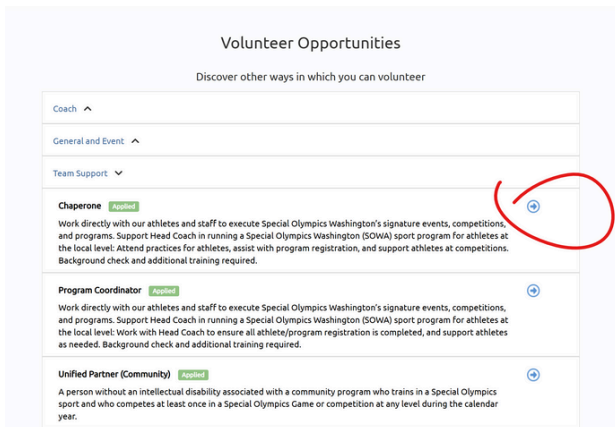 Volunteer Opportunities
Discover other ways in which you can volunteer
Coach
General and Event
Team Support
Chaperone Applied
Work directly with our athletes and staff to execute Special Olympics Washington's signature events, competitions,
and programs. Support Head Coach in running a Special Olympics Washington (SOWA) sport program for athletes at
the local level: Attend practices for athletes, assist with program registration, and support athletes at competitions.
Background check and additional training required.
Program Coordinator Applied
Work directly with our athletes and staff to execute Special Olympics Washington's signature events, competitions,
and programs. Support Head Coach in running a Special Olympics Washington (SOWA) sport program for athletes at
the local level: Work with Head Coach to ensure all athlete/program registration is completed, and support athletes
as needed. Background check and additional training required.
Unified Partner (Community) Applied
A person without an intellectual disability associated with a community program who trains in a Special Olympics
sport and who competes at least once in a Special Olympics Game or competition at any level during the calendar
year.